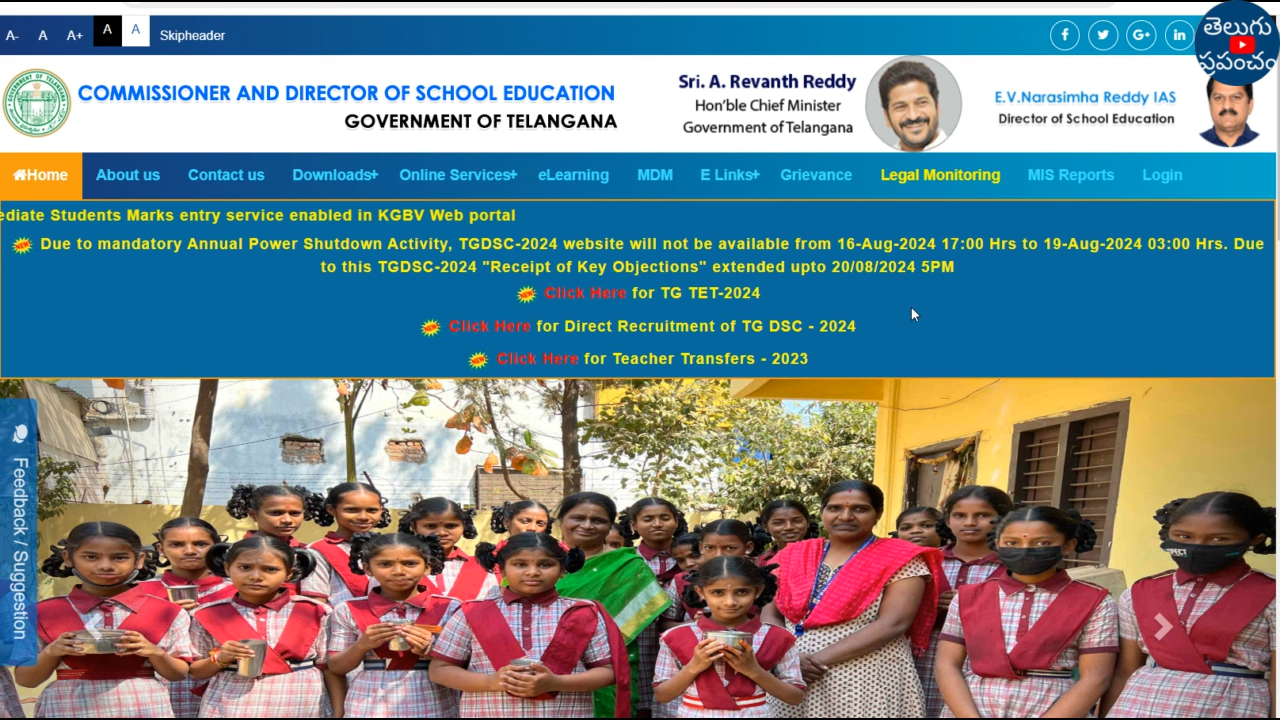 A-
A
A+
A
A
Skipheader
తెలుగు
ప్రపంచం
GOVERNMENT OF TELANGANA
COMMISSIONER AND DIRECTOR OF SCHOOL EDUCATION
GOVERNMENT OF TELANGANA
Sri. A. Revanth Reddy
Hon'ble Chief Minister
Government of Telangana
E.V.Narasimha Reddy IAS
Director of School Education
Home
About us
Contact us
Downloads+
Online Services+
eLearning
MDM
E Links+
Grievance
Legal Monitoring
MIS Reports
Login
ediate Students Marks entry service enabled in KGBV Web portal
Due to mandatory Annual Power Shutdown Activity, TGDSC-2024 website will not be available from 16-Aug-2024 17:00 Hrs to 19-Aug-2024 03:00 Hrs. Due
to this TGDSC-2024 "Receipt of Key Objections" extended upto 20/08/2024 5PM
Click Here for TG TET-2024
Click Here for Direct Recruitment of TG DSC - 2024
Click Here for Teacher Transfers - 2023
Feedback / Suggestion